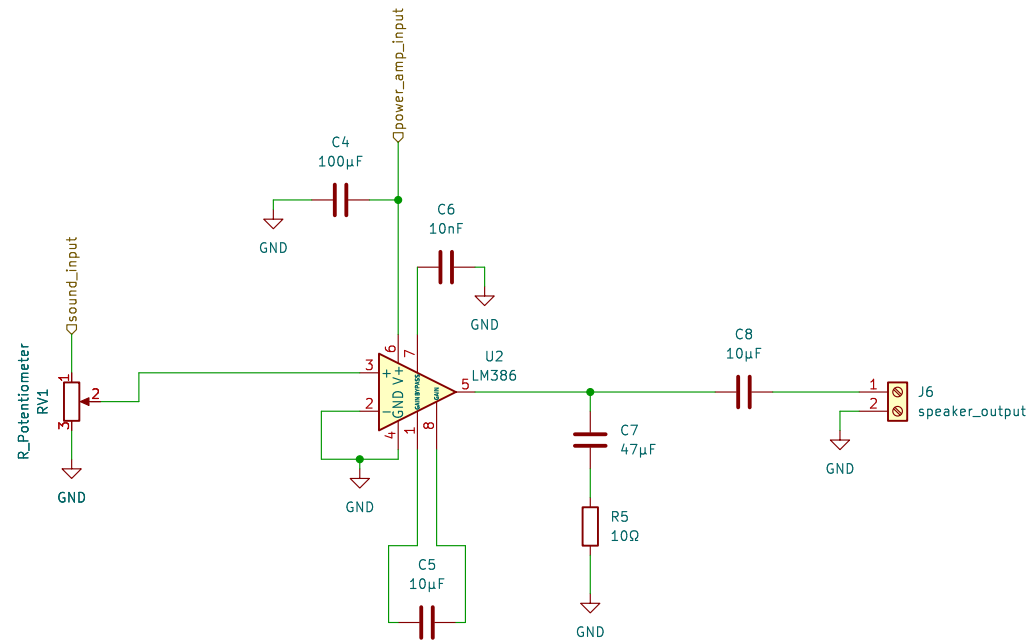 power_amp_input
C4
100µF
GND
C6
10nF
GND
sound_input
R_Potentiometer
RV1
1
2
3
GND
6
7
3
2
4
1
8
5
+
-
V+
GND
GAIN
BYPASS
GAIN
U2
LM386
GND
C5
10µF
C7
47µF
R5
10Ω
GND
C8
10µF
1
2
J6
speaker_output
GND